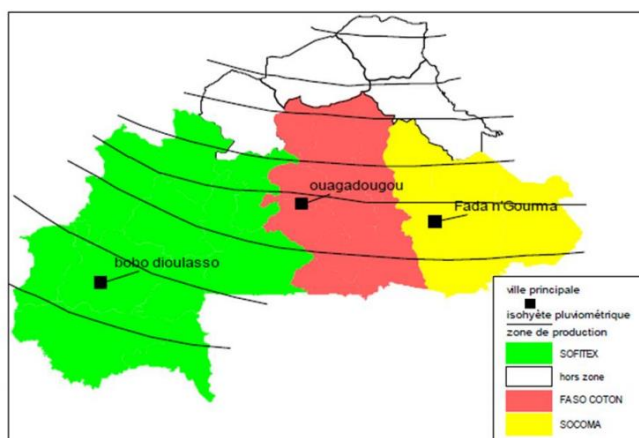 ouagadougou
Fada n'Gourma
bobo dioulasso
ville principale
isohyète pluviométrique
zone de production
SOFITEX
hors zone
FASO COTON
SOCOMA